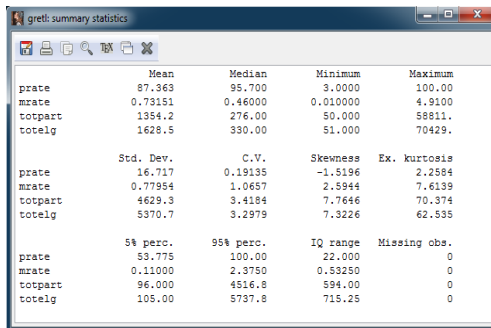 gretl: summary statistics
TEX
Mean Median Minimum Maximum
prate 87.363 95.700 3.0000 100.00
mrate 0.73151 0.46000 0.010000 4.9100
totpart 1354.2 276.00 50.000 58811.
totelg 1628.5 330.00 51.000 70429.
Std. Dev. C.V. Skewness Ex. kurtosis
prate 16.717 0.19135 -1.5196 2.2584
mrate 0.77954 1.0657 2.5944 7.6139
totpart 4629.3 3.4184 7.7646 70.374
totelg 5370.7 3.2979 7.3226 62.535
5% perc. 95% perc. IQ range Missing obs.
prate 53.775 100.00 22.000 0
mrate 0.11000 2.3750 0.53250 0
totpart 96.000 4516.8 594.00 0
totelg 105.00 5737.8 715.25 0